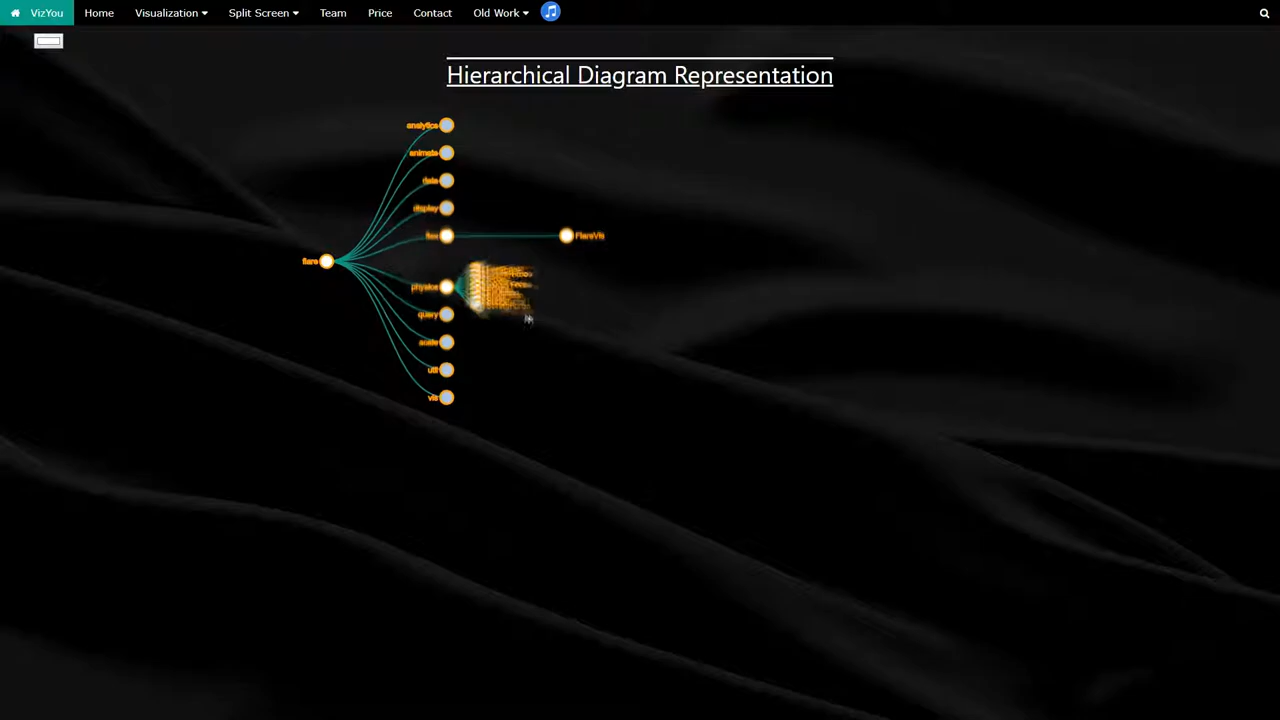 VizYou Home Visualization Split Screen Team Price Contact Old Work
Hierarchical Diagram Representation
analytics
animate
data
display
flex FlareVis
flare
physics
query
scale
util
vis